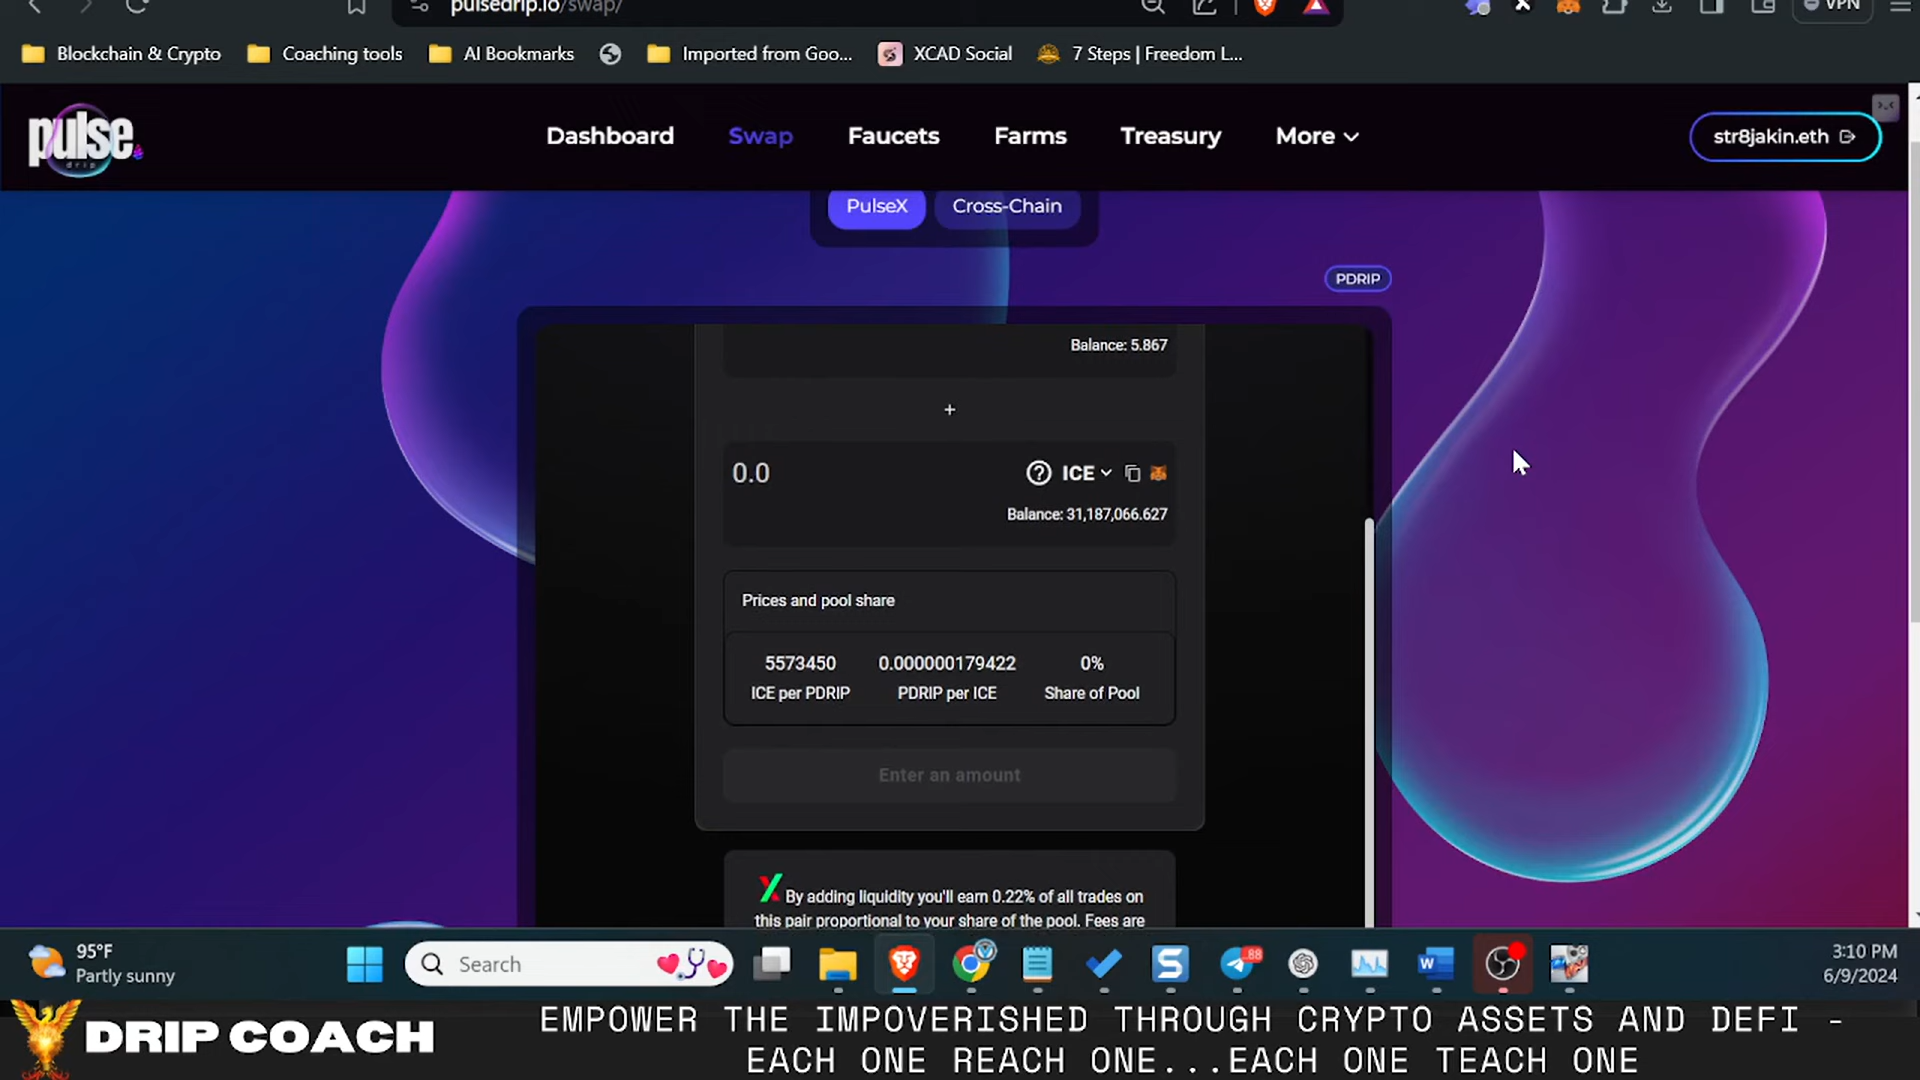 pulsedrip.io/swap/
VPN
Blockchain & Crypto
Coaching tools
AI Bookmarks
Imported from Goo...
XCAD Social
7 Steps | Freedom L...
pulse
drip
Dashboard
Swap
Faucets
Farms
Treasury
More
str8jakin.eth
PulseX
Cross-Chain
PDRIP
Balance: 5.867
+
0.0
ICE
Balance: 31,187,066.627
Prices and pool share
5573450
0.000000179422
0%
ICE per PDRIP
PDRIP per ICE
Share of Pool
Enter an amount
By adding liquidity you'll earn 0.22% of all trades on
this pair proportional to your share of the pool. Fees are
95°F
Partly sunny
Search
88
3:10 PM
6/9/2024
DRIP COACH
EMPOWER THE IMPOVERISHED THROUGH CRYPTO ASSETS AND DEFI -
EACH ONE REACH ONE...EACH ONE TEACH ONE